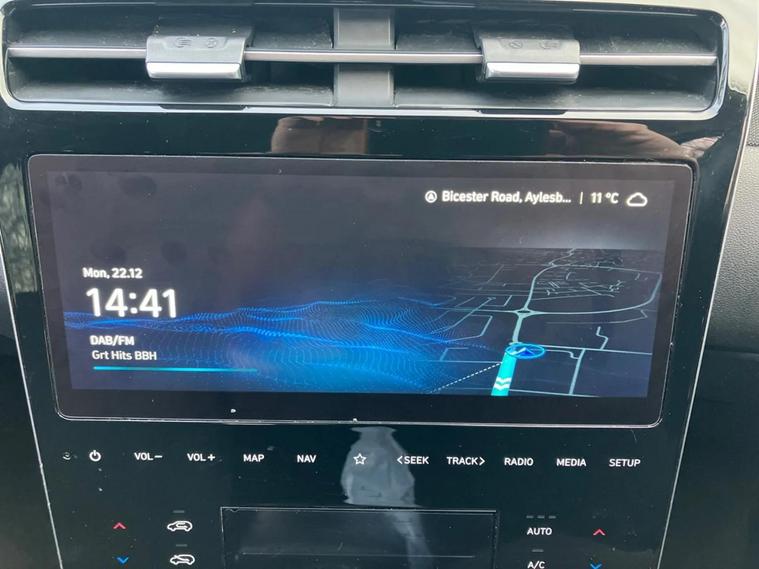 Bicester Road, Aylesb... | 11 °C
Mon, 22.12
14:41
DAB/FM
Grt Hits BBH
VOL− VOL+ MAP NAV <SEEK TRACK> RADIO MEDIA SETUP
AUTO
A/C